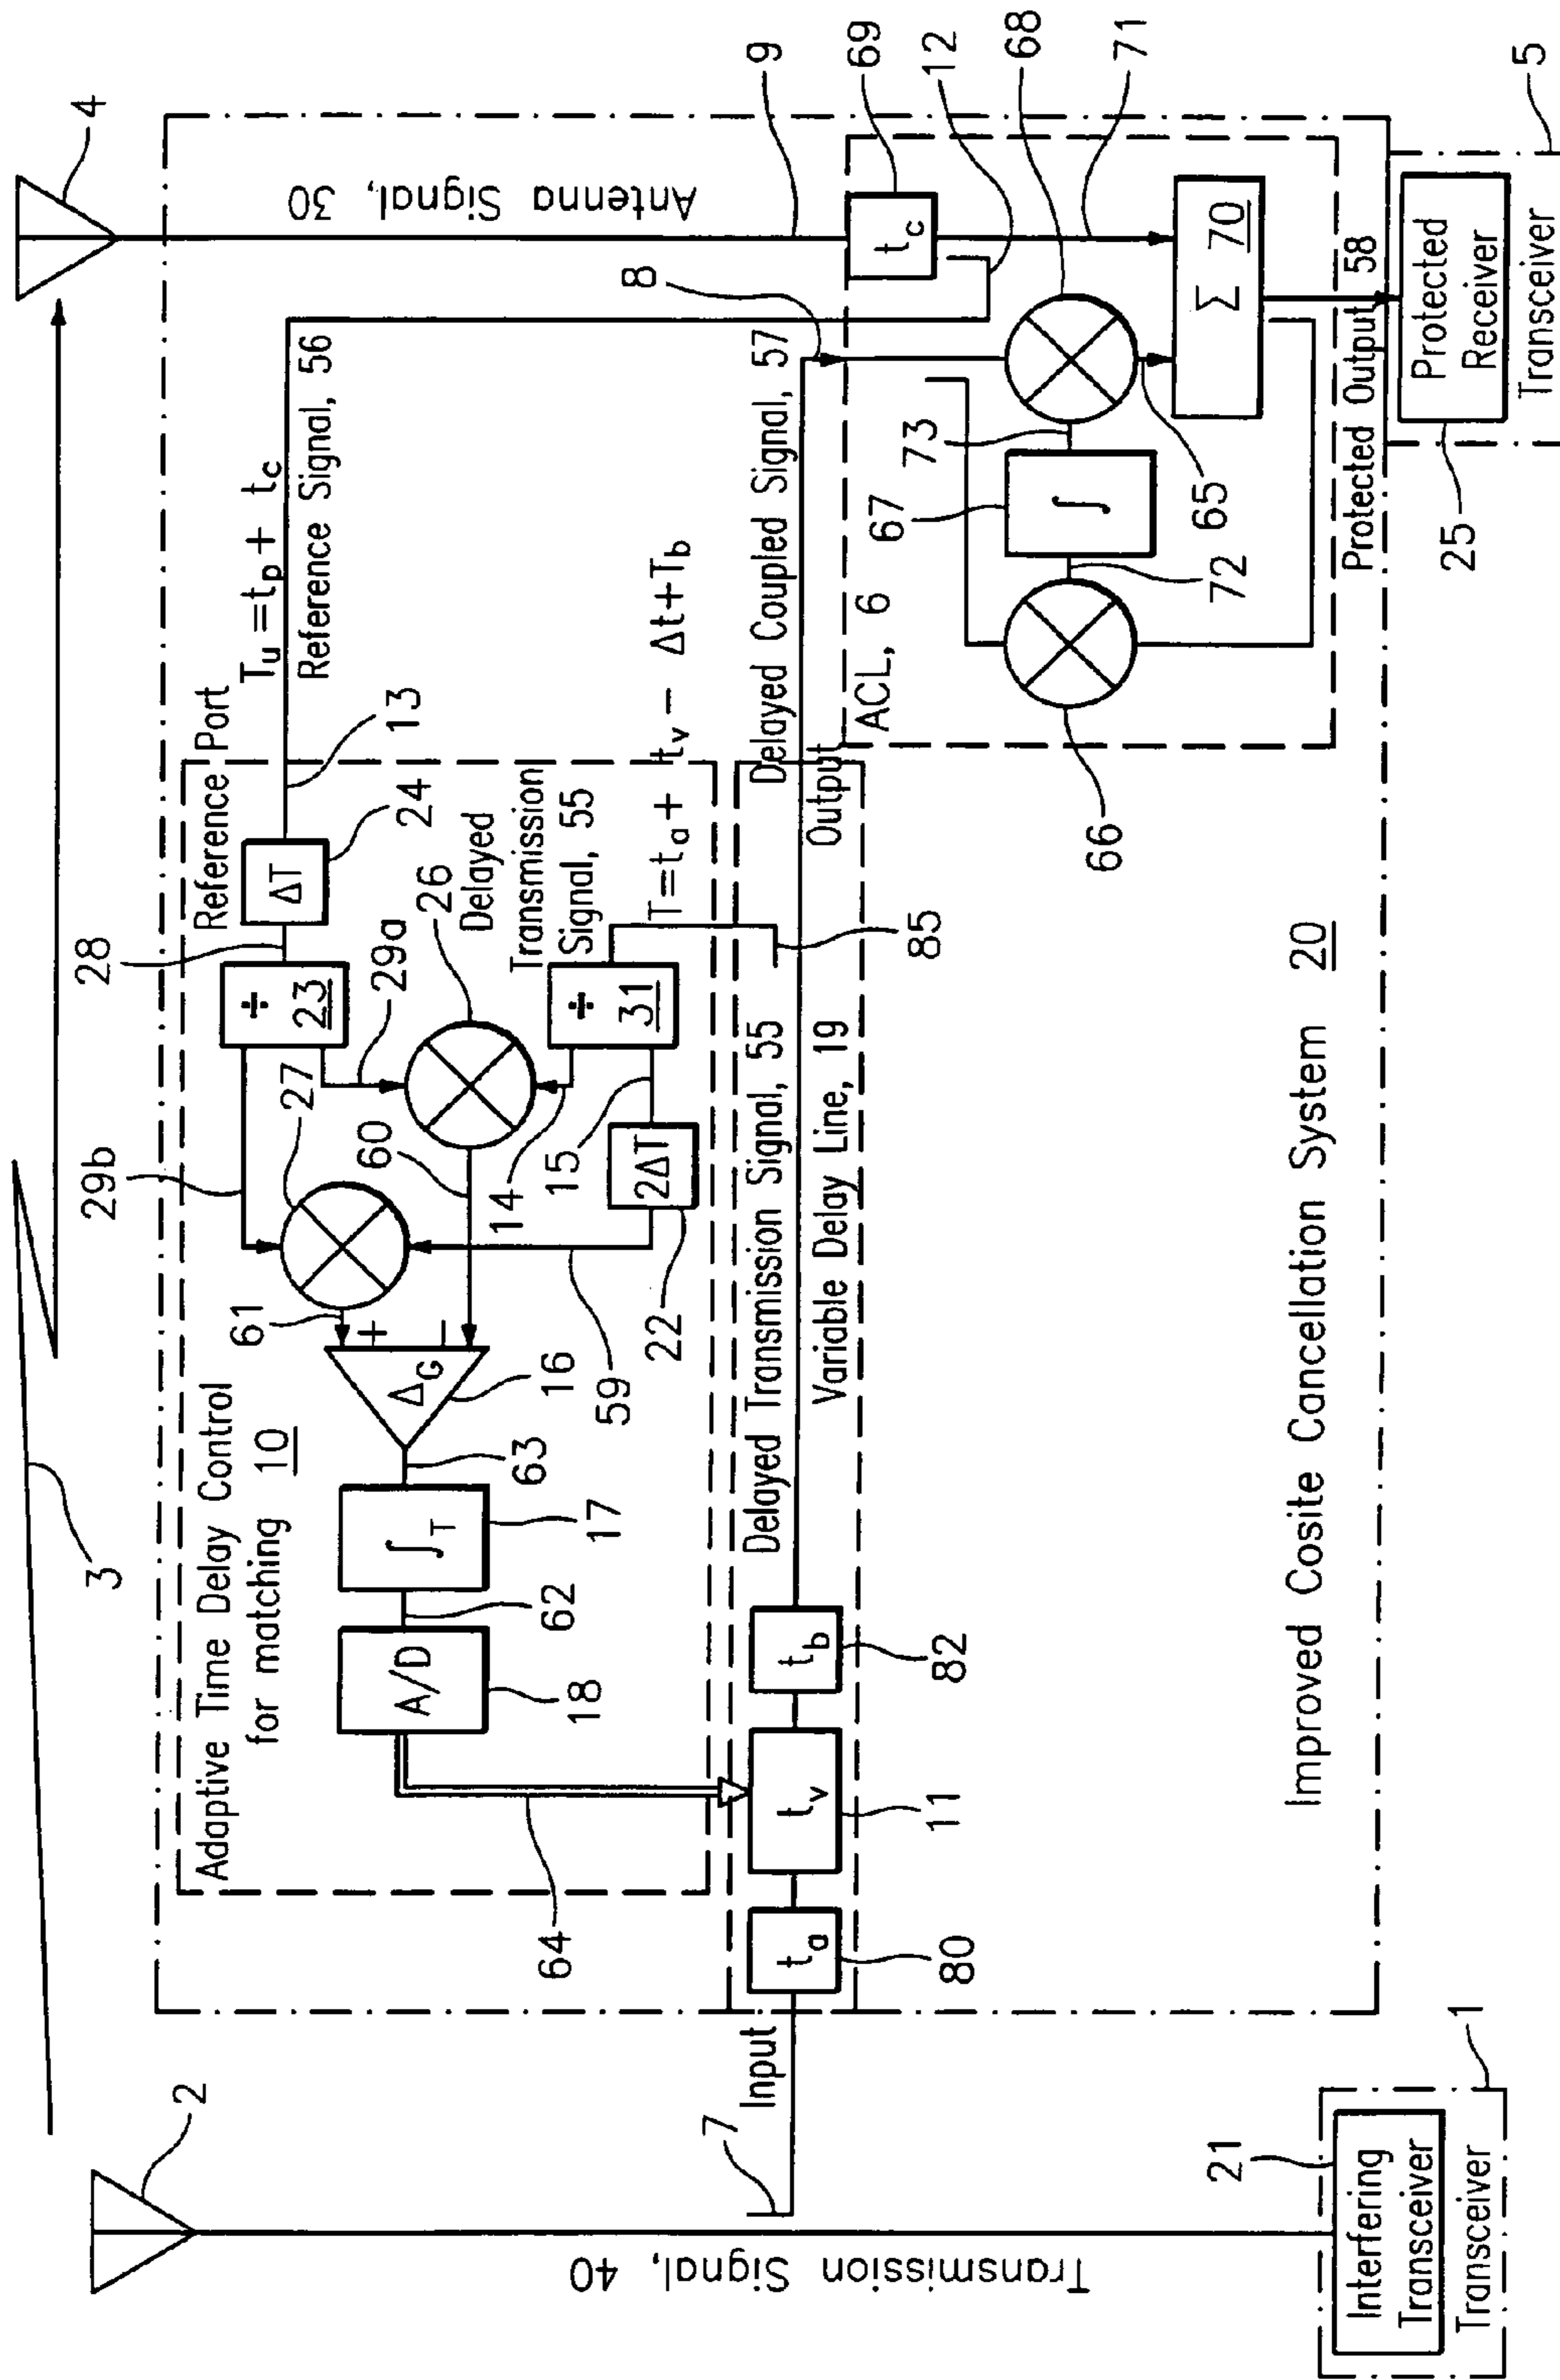 3
2
4
Transmission Signal, 40
7
Input
21
Interfering
Transceiver
Transceiver
1
Adaptive Time Delay Control
for matching 10
Reference Port
T_u = t_p + t_c
Reference Signal, 56
13
24
ΔT
28
÷
23
29b
29a
27
26
Delayed
Transmission
Signal, 55
T = t_a + t_v - Δt + T_b
÷
31
60
14
15
2ΔT
22
59
61
+
-
Δ_G
16
63
∫_T
17
62
A/D
18
64
85
t_a
80
t_v
11
t_b
82
Delayed Transmission Signal, 55
Variable Delay Line, 19
Output
Delayed Coupled Signal, 57
8
Antenna Signal, 30
9
t_c
69
12
68
71
ACL, 6
67
∫
73
72
65
66
Σ 70
Protected Output 58
Protected
Receiver
25
Transceiver
5
Improved Cosite Cancellation System 20